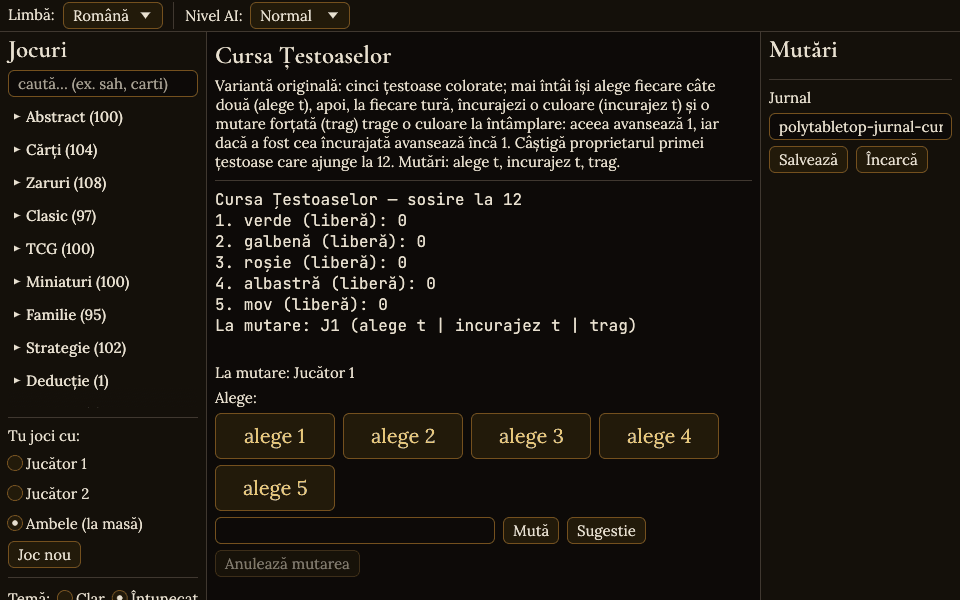 Limbă: Română ▼ Nivel AI: Normal ▼
Jocuri
caută... (ex. sah, carti)
▸ Abstract (100)
▸ Cărți (104)
▸ Zaruri (108)
▸ Clasic (97)
▸ TCG (100)
▸ Miniaturi (100)
▸ Familie (95)
▸ Strategie (102)
▸ Deducție (1)
Tu joci cu:
Jucător 1
Jucător 2
Ambele (la masă)
Joc nou
Temă: Clar Întunecat
Cursa Țestoaselor
Variantă originală: cinci țestoase colorate; mai întâi își alege fiecare câte
două (alege t), apoi, la fiecare tură, încurajezi o culoare (incurajez t) și o
mutare forțată (trag) trage o culoare la întâmplare: aceea avansează 1, iar
dacă a fost cea încurajată avansează încă 1. Câștigă proprietarul primei
țestoase care ajunge la 12. Mutări: alege t, incurajez t, trag.
Cursa Țestoaselor — sosire la 12
1. verde (liberă): 0
2. galbenă (liberă): 0
3. roșie (liberă): 0
4. albastră (liberă): 0
5. mov (liberă): 0
La mutare: J1 (alege t | incurajez t | trag)
La mutare: Jucător 1
Alege:
alege 1 alege 2 alege 3 alege 4
alege 5
Mută Sugestie
Anulează mutarea
Mutări
Jurnal
polytabletop-jurnal-cur
Salvează Încarcă